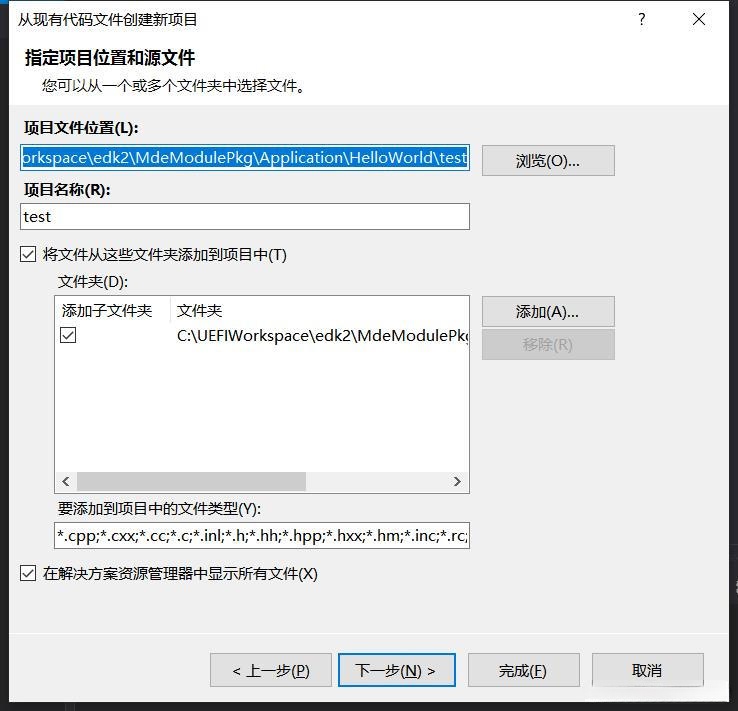 从现有代码文件创建新项目
指定项目位置和源文件
您可以从一个或多个文件夹中选择文件。
项目文件位置(L):
orkspace\edk2\MdeModulePkg\Application\HelloWorld\test
浏览(O)...
项目名称(R):
test
将文件从这些文件夹添加到项目中(T)
文件夹(D):
添加子文件夹 文件夹
C:\UEFIWorkspace\edk2\MdeModulePkg
添加(A)...
移除(R)
要添加到项目中的文件类型(Y):
*.cpp;*.cxx;*.cc;*.c;*.inl;*.h;*.hh;*.hpp;*.hxx;*.hm;*.inc;*.rc;
在解决方案资源管理器中显示所有文件(X)
< 上一步(P) 下一步(N) > 完成(F) 取消